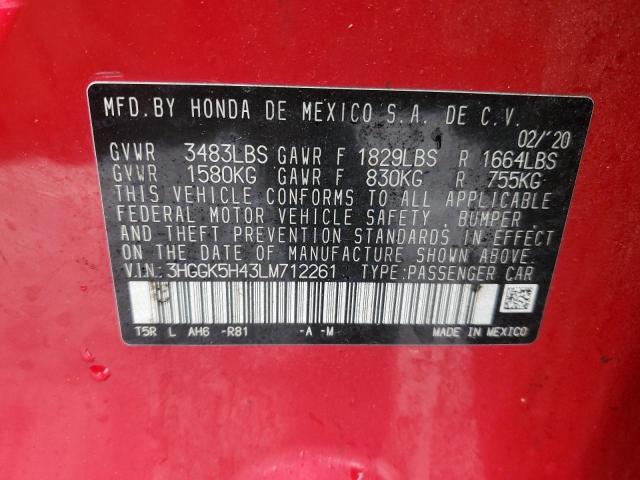 MFD.BY HONDA DE MEXICO S.A. DE C.V.
02/'20
GVWR 3483LBS GAWR F 1829LBS R 1664LBS
GVWR 1580KG GAWR F 830KG R 755KG
THIS VEHICLE CONFORMS TO ALL APPLICABLE
FEDERAL MOTOR VEHICLE SAFETY, BUMPER,
AND THEFT PREVENTION STANDARDS IN EFFECT
ON THE DATE OF MANUFACTURE SHOWN ABOVE.
V.I.N: 3HGGK5H43LM712261 TYPE:PASSENGER CAR
T5R L AH6 -R81 -A -M- MADE IN MEXICO